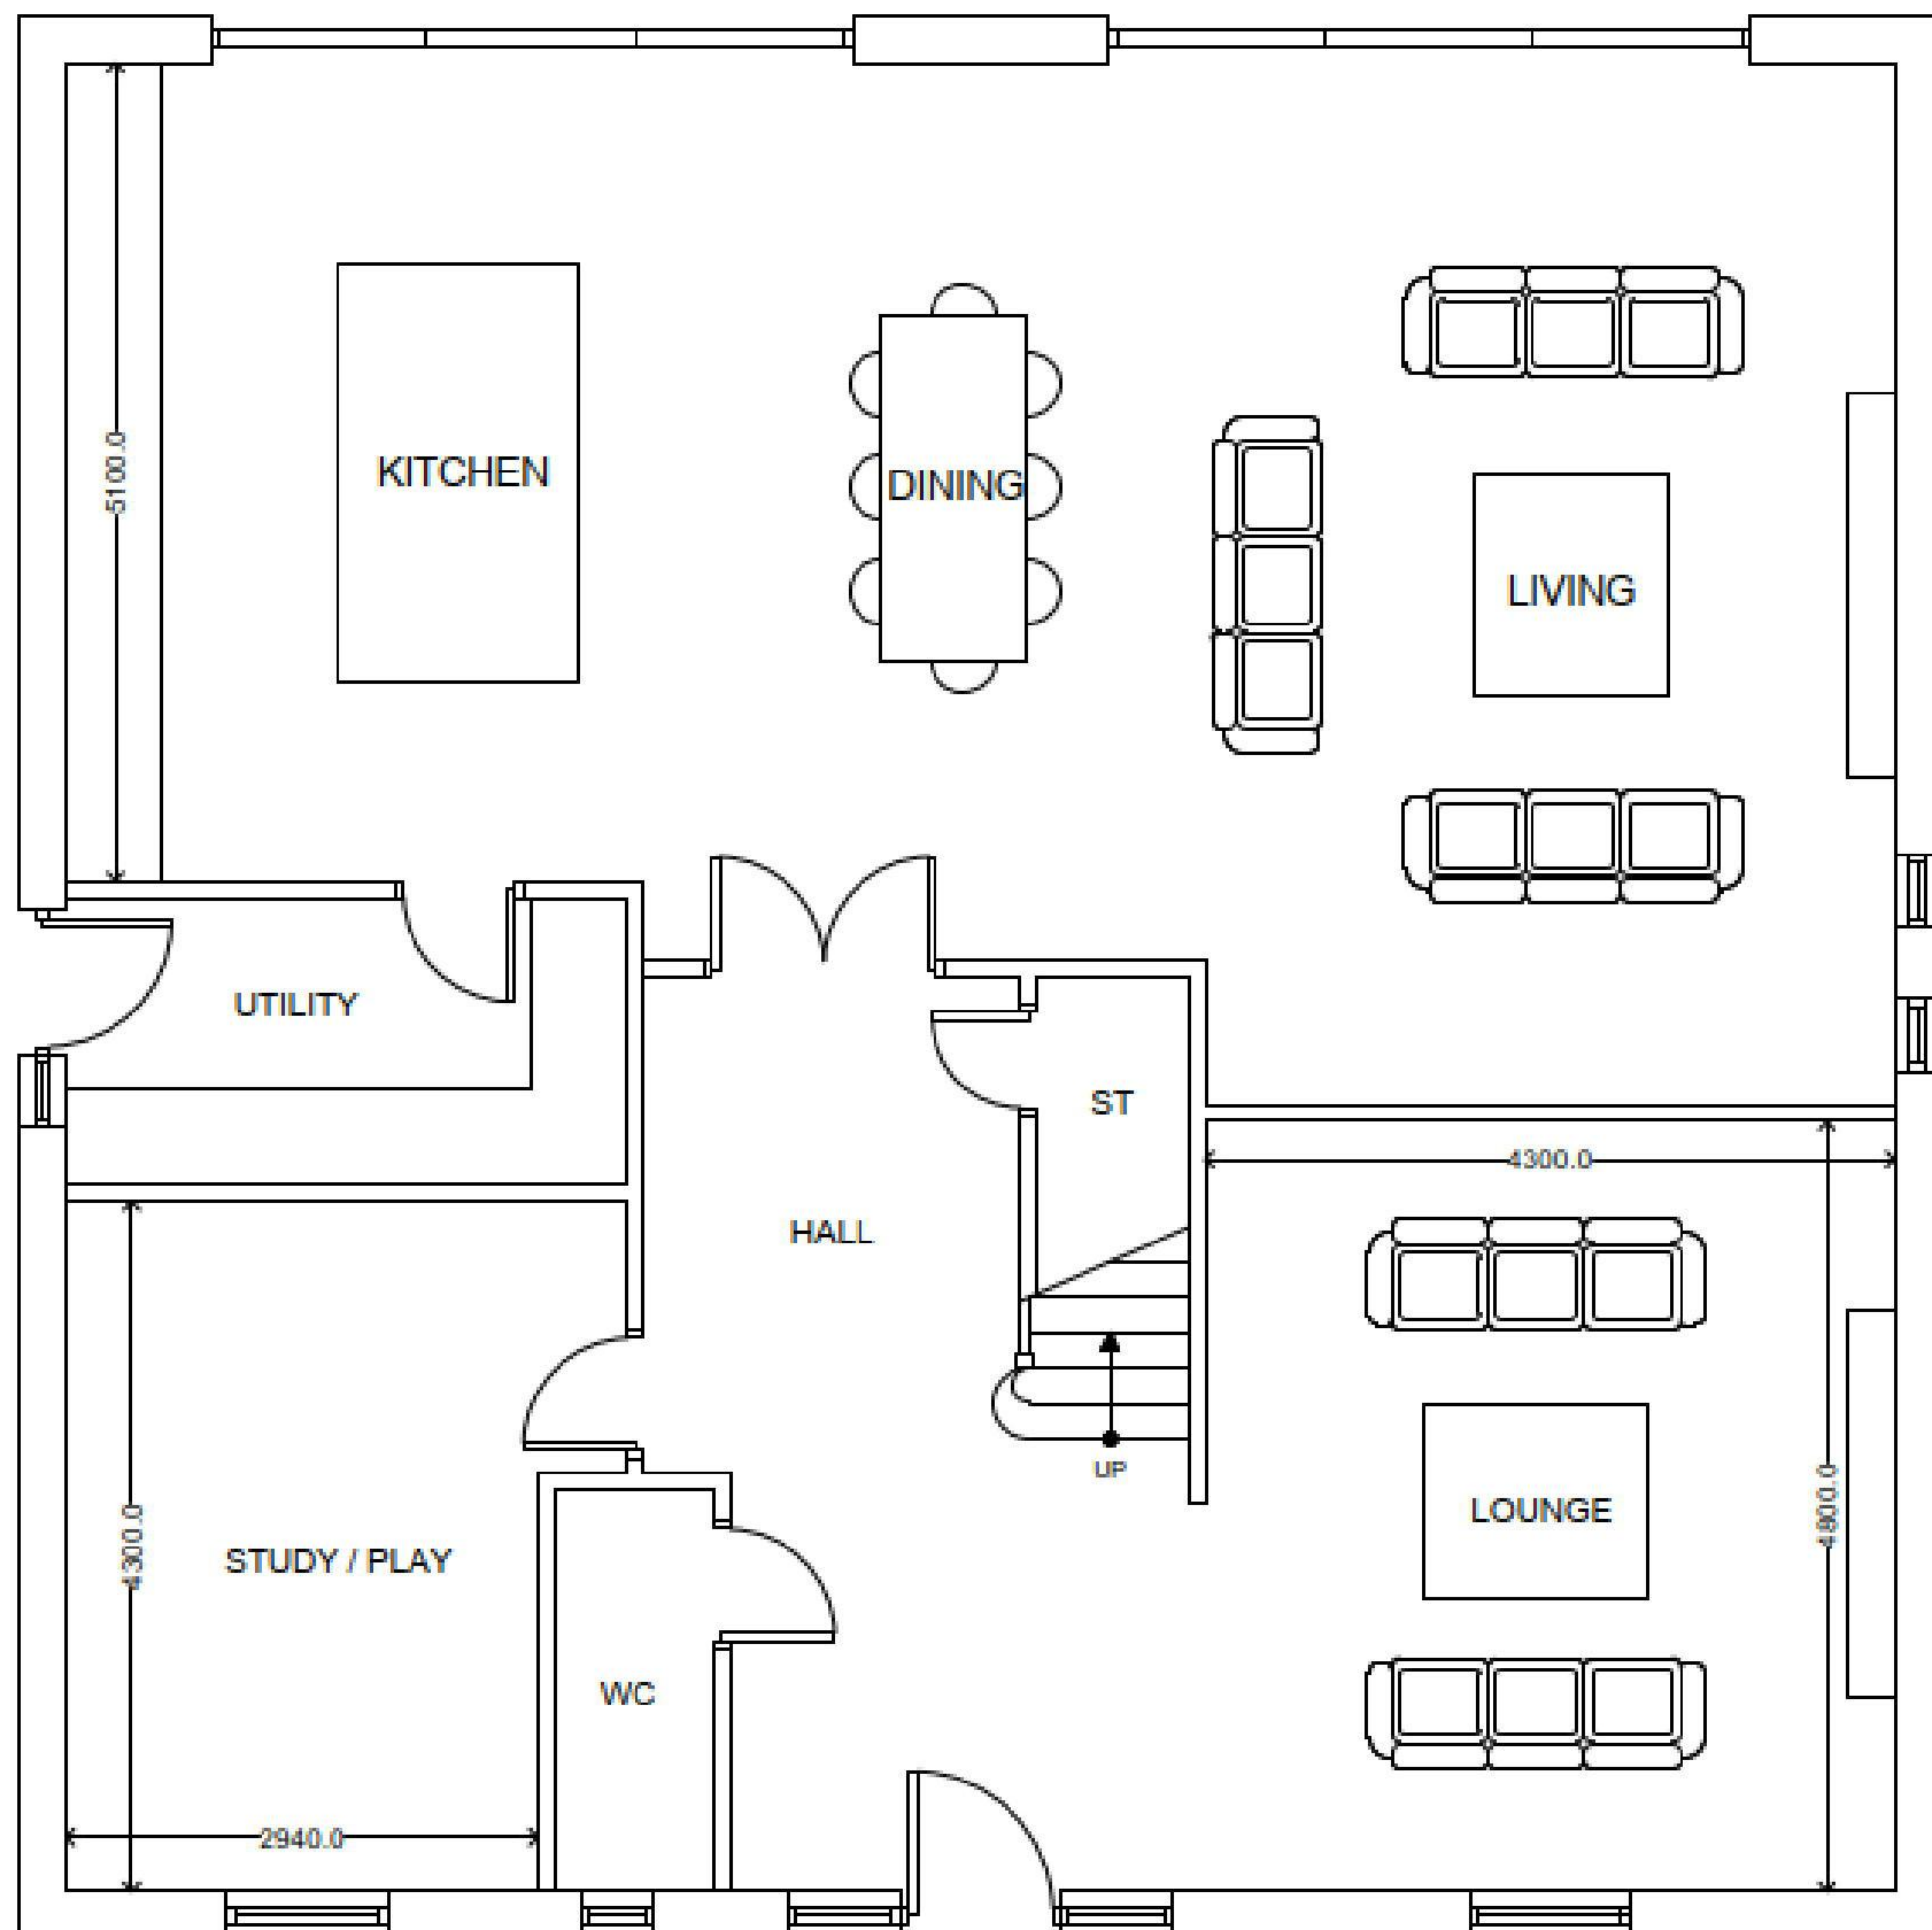 5100.0
KITCHEN
DINING
LIVING
UTILITY
ST
4300.0
HALL
UP
LOUNGE
4800.0
4300.0
STUDY / PLAY
WC
2940.0